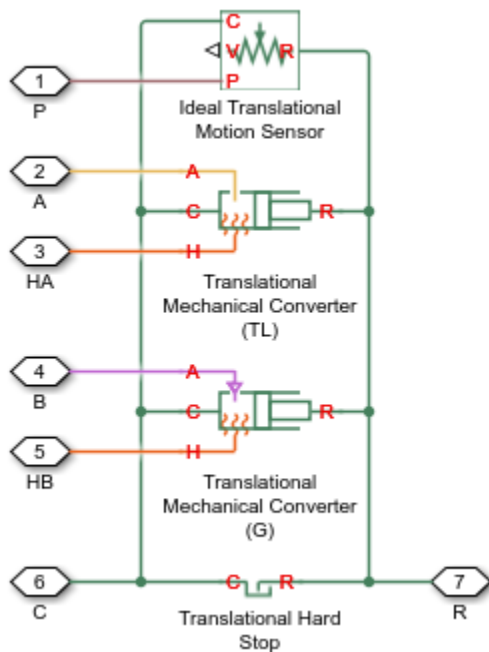 C
V R
1 P
P
Ideal Translational
Motion Sensor
2 A
A
C R
3 H
HA
Translational
Mechanical Converter
(TL)
4 A
B
C R
5 H
HB
Translational
Mechanical Converter
(G)
6 C R 7
C R
Translational Hard
Stop